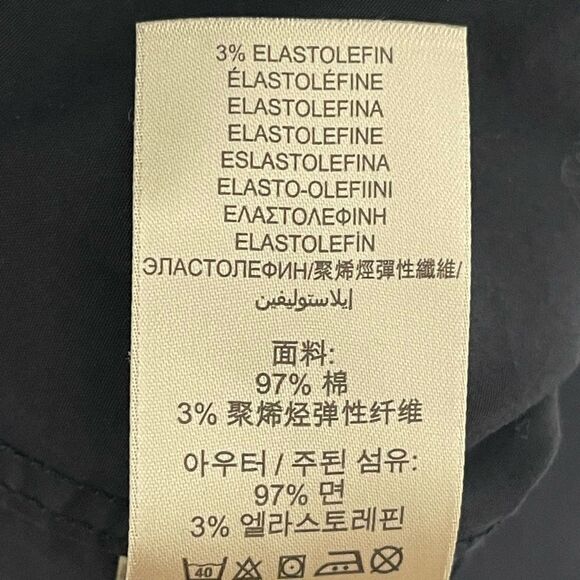 3% ELASTOLEFIN
ÉLASTOLÉFINE
ELASTOLEFINA
ELASTOLEFINE
ESLASTOLEFINA
ELASTO-OLEFIINI
ΕΛΑΣΤΟΛΕΦΙΝΗ
ELASTOLEFÍN
ЭЛАСТОЛЕФИН/聚烯烴彈性纖維/
إيلاستوليفين
面料:
97% 棉
3% 聚烯烃弹性纤维
아우터 / 주된 섬유:
97% 면
3% 엘라스토레핀
40